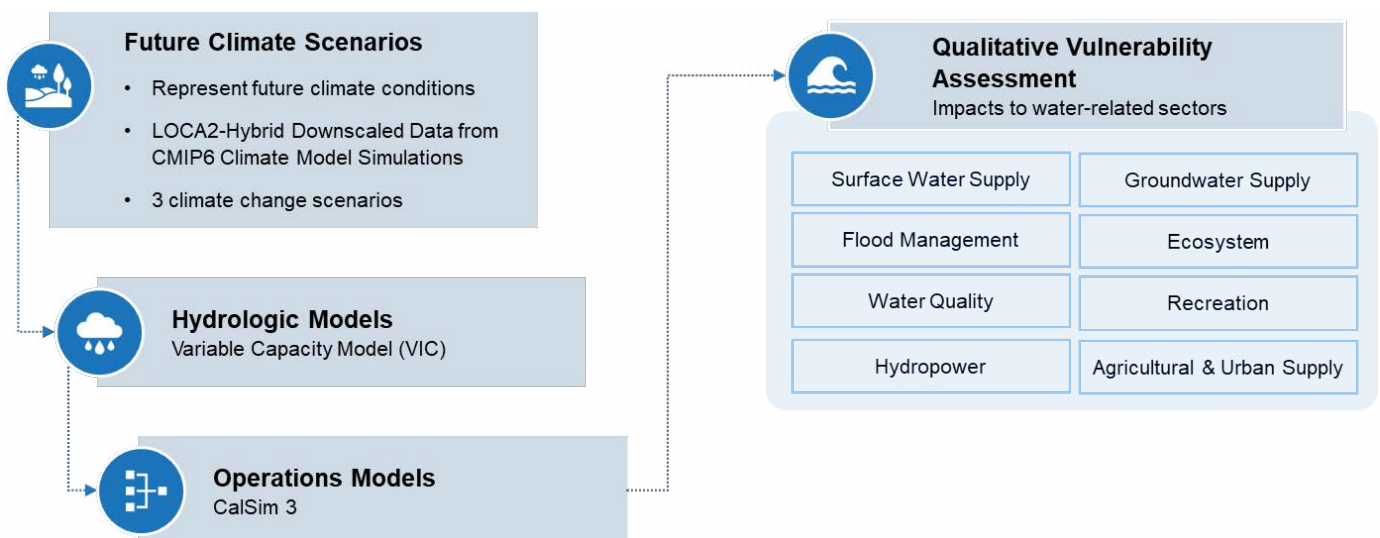 Future Climate Scenarios
• Represent future climate conditions
• LOCA2-Hybrid Downscaled Data from
CMIP6 Climate Model Simulations
• 3 climate change scenarios
Hydrologic Models
Variable Capacity Model (VIC)
Operations Models
CalSim 3
Qualitative Vulnerability
Assessment
Impacts to water-related sectors
Surface Water Supply
Groundwater Supply
Flood Management
Ecosystem
Water Quality
Recreation
Hydropower
Agricultural & Urban Supply